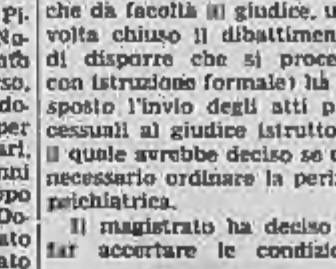 Pi-
che dà facoltà al giudice, u
volta chiuso il dibattimen
di disporre che si proce
con istruzione formale) ha
sposto l'invio degli atti p
cessuali al giudice istrutto
il quale avrebbe deciso se e
necessario ordinare la peri
psichiatrica.
Il magistrato ha deciso
far accertare le condizio